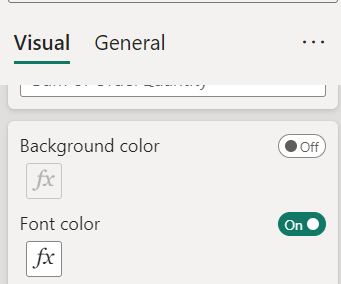 Visual General ...
Background color Off
fx
Font color On
fx